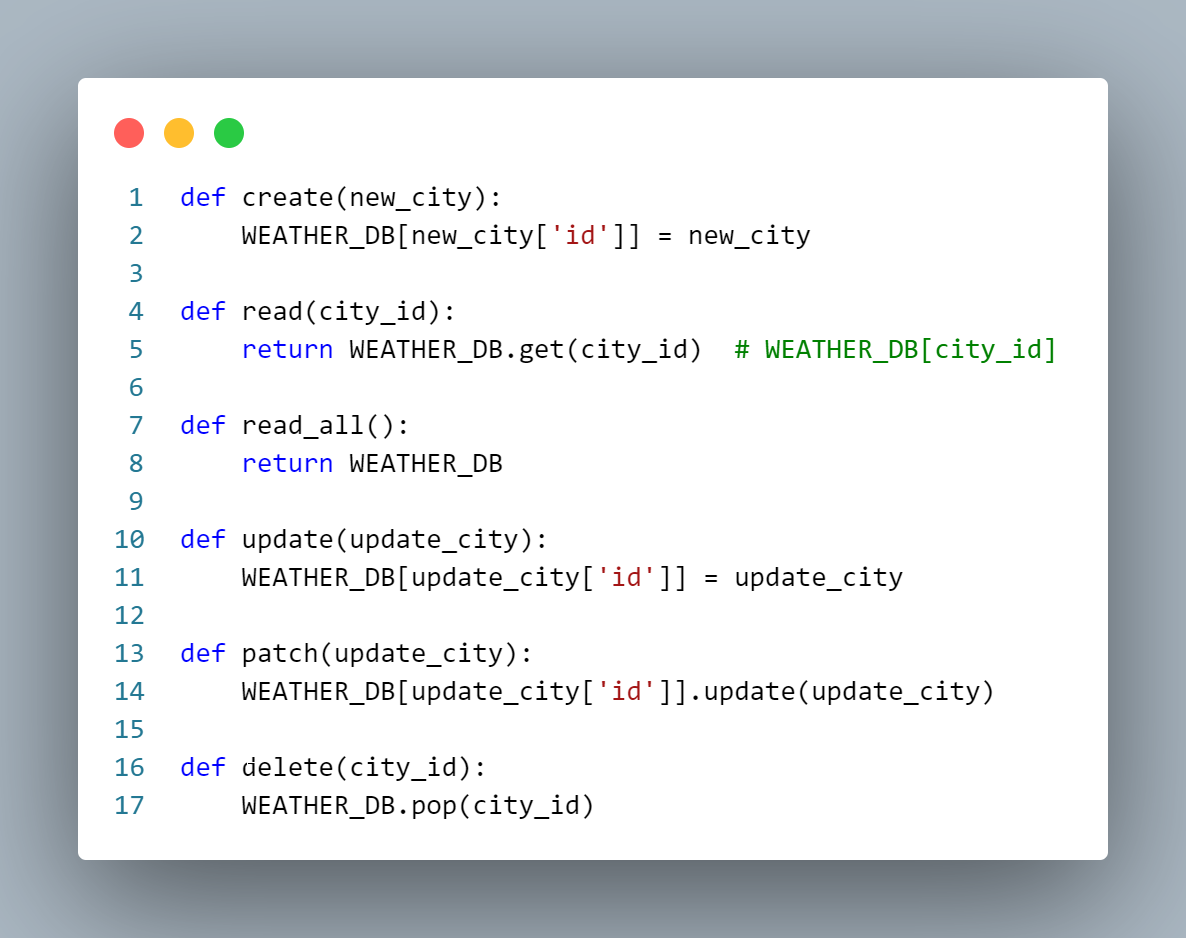 1 def create(new_city):
2     WEATHER_DB[new_city['id']] = new_city
3
4 def read(city_id):
5     return WEATHER_DB.get(city_id)  # WEATHER_DB[city_id]
6
7 def read_all():
8     return WEATHER_DB
9
10 def update(update_city):
11     WEATHER_DB[update_city['id']] = update_city
12
13 def patch(update_city):
14     WEATHER_DB[update_city['id']].update(update_city)
15
16 def delete(city_id):
17     WEATHER_DB.pop(city_id)